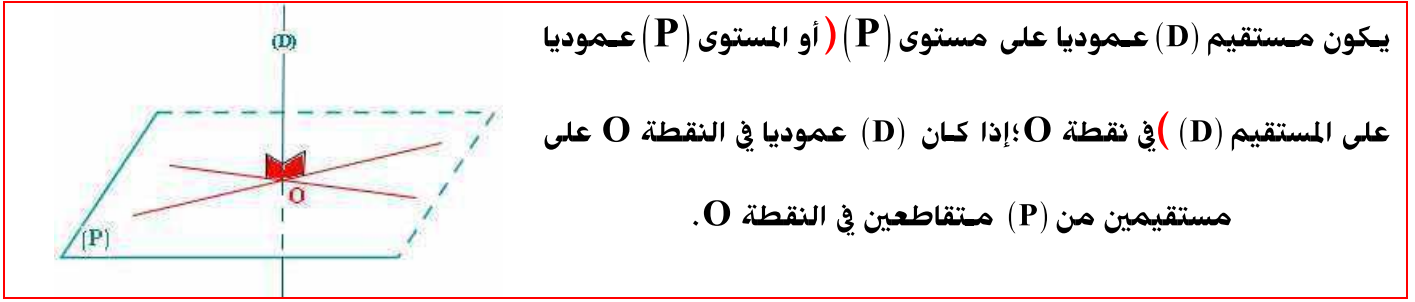 يكون مستقيم (D) عموديا على مستوى (P) (أو المستوى (P) عموديا
على المستقيم (D) ) في نقطة O؛إذا كان (D) عموديا في النقطة O على
مستقيمين من (P) متقاطعين في النقطة O.
(D)
O
(P)